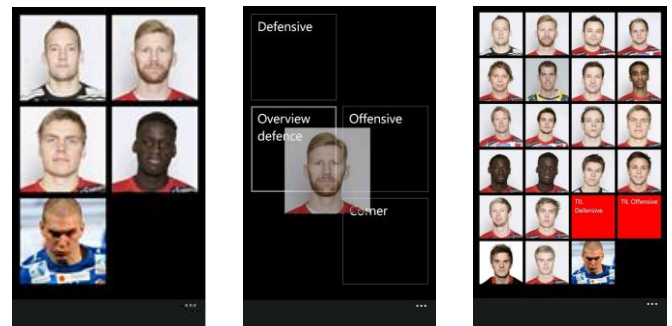 Defensive
Overview
defence
Offensive
Corner
TIL
Defensive
TIL Offensive